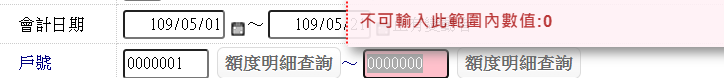 會計日期 109/05/01 ～ 109/05/2 不可輸入此範圍內數值:0
戶號 0000001 額度明細查詢 ～ 0000000 額度明細查詢